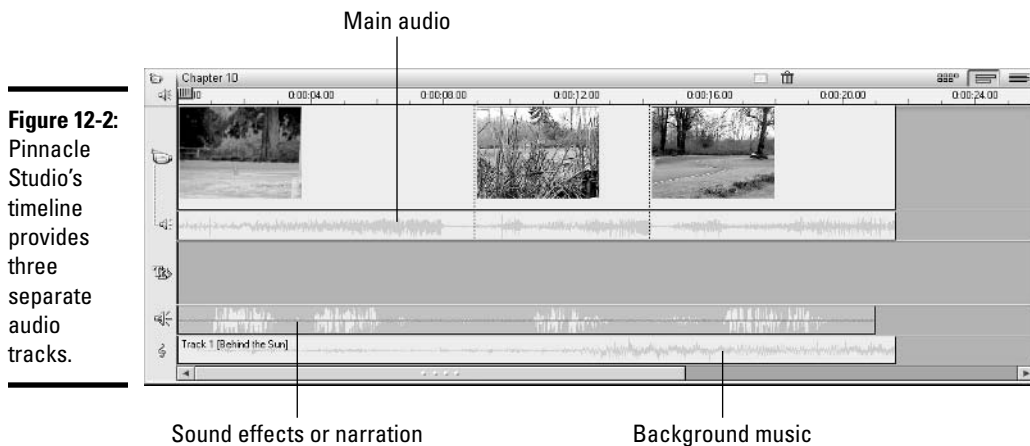 Main audio
Chapter 10
0:00:04.00 0:00:08.00 0:00:12.00 0:00:16.00 0:00:20.00 0:00:24.00
Figure 12-2:
Pinnacle
Studio's
timeline
provides
three
separate
audio
tracks.
Track 1 [Behind the Sun]
Sound effects or narration
Background music